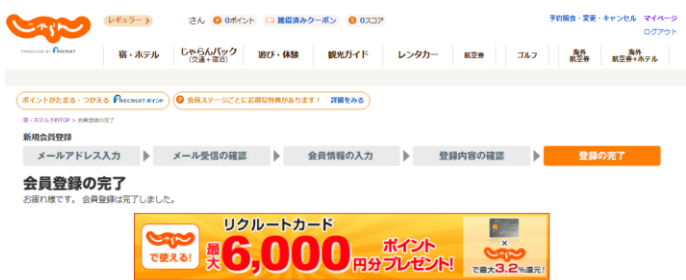 じゃらん
PRODUCED BY RECRUIT
レギュラー
さん
P 0ポイント
獲得済みクーポン
S 0スコア
予約照会・変更・キャンセル
マイページ
ログアウト
宿・ホテル
じゃらんパック
(交通+宿泊)
遊び・体験
観光ガイド
レンタカー
航空券
ゴルフ
海外
航空券
海外
航空券+ホテル
ポイントがたまる・つかえる RECRUIT ポイント
P 会員ステージごとにお得な特典があります! 詳細をみる
宿・ホテル予約TOP > 会員登録の完了
新規会員登録
メールアドレス入力
メール受信の確認
会員情報の入力
登録内容の確認
登録の完了
会員登録の完了
お疲れ様です。 会員登録は完了しました。
じゃらん
で使える!
リクルートカード
最大6,000円分ポイントプレゼント!
×
じゃらん
で最大3.2%還元!